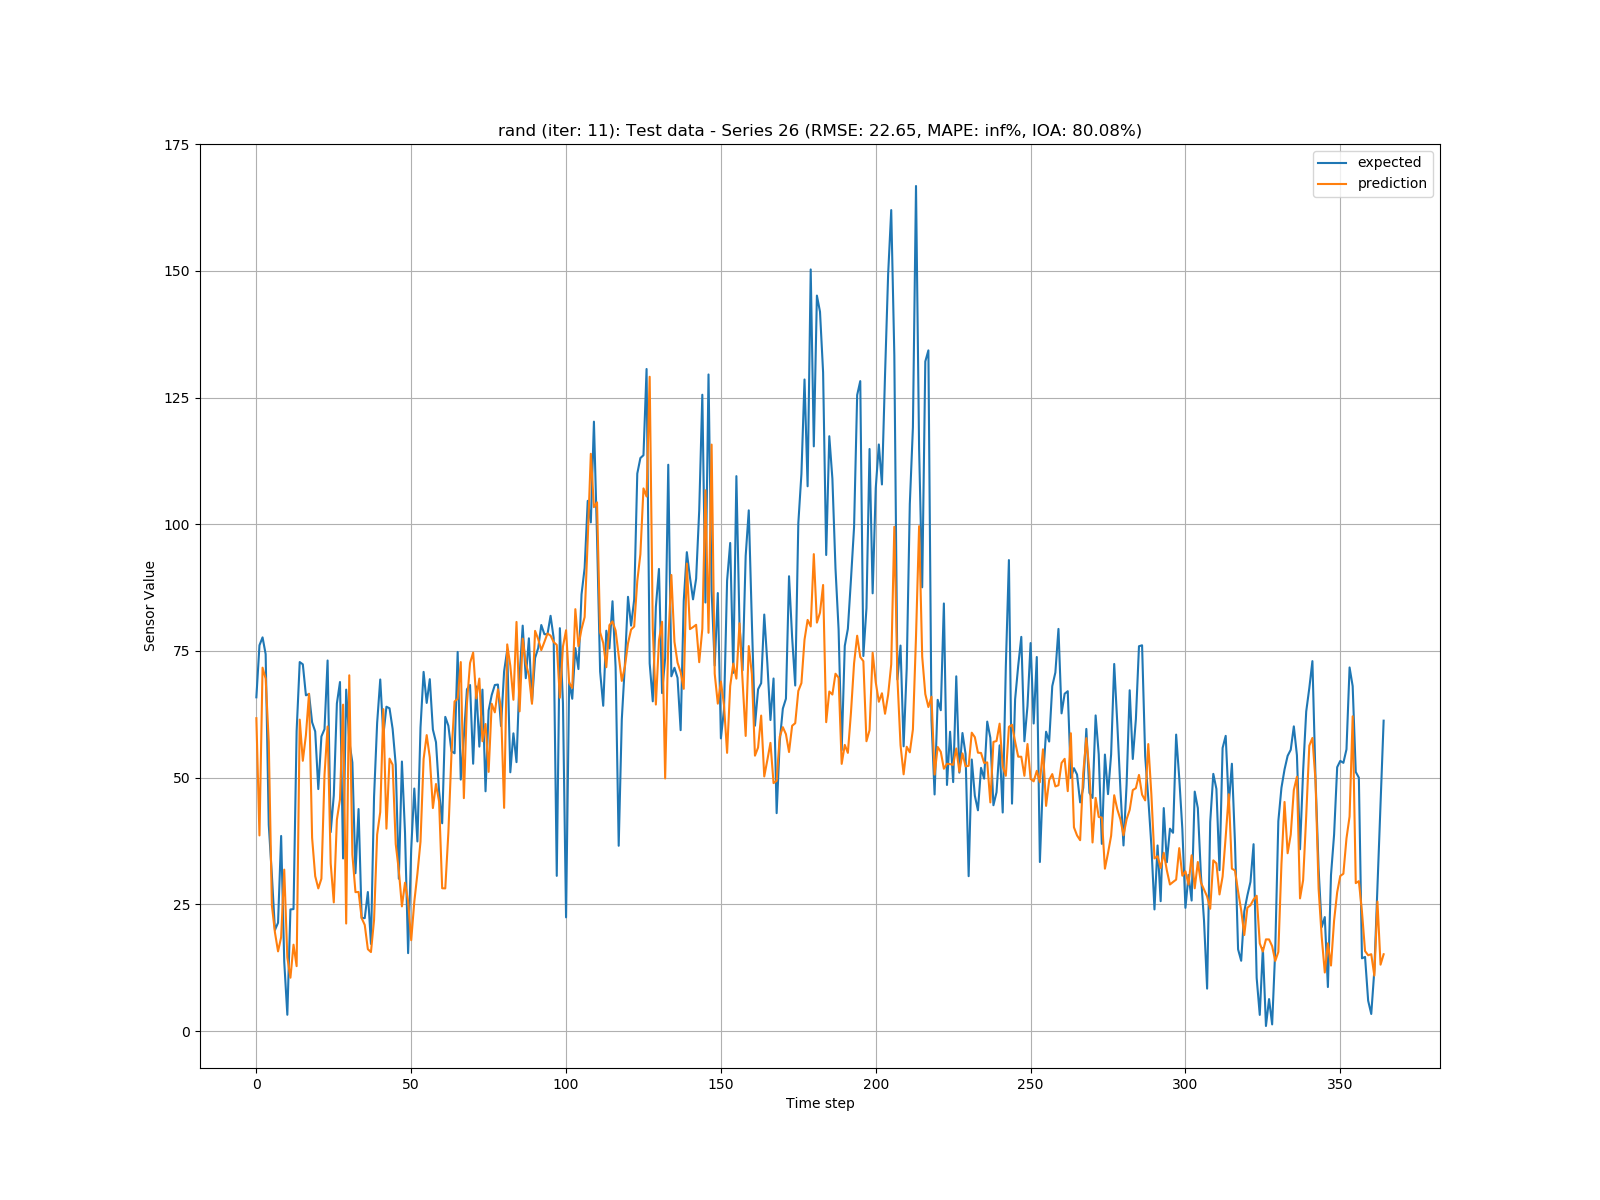 rand (iter: 11): Test data - Series 26 (RMSE: 22.65, MAPE: inf%, IOA: 80.08%)
expected
prediction
175
150
125
100
75
50
25
0
Sensor Value
0 50 100 150 200 250 300 350
Time step